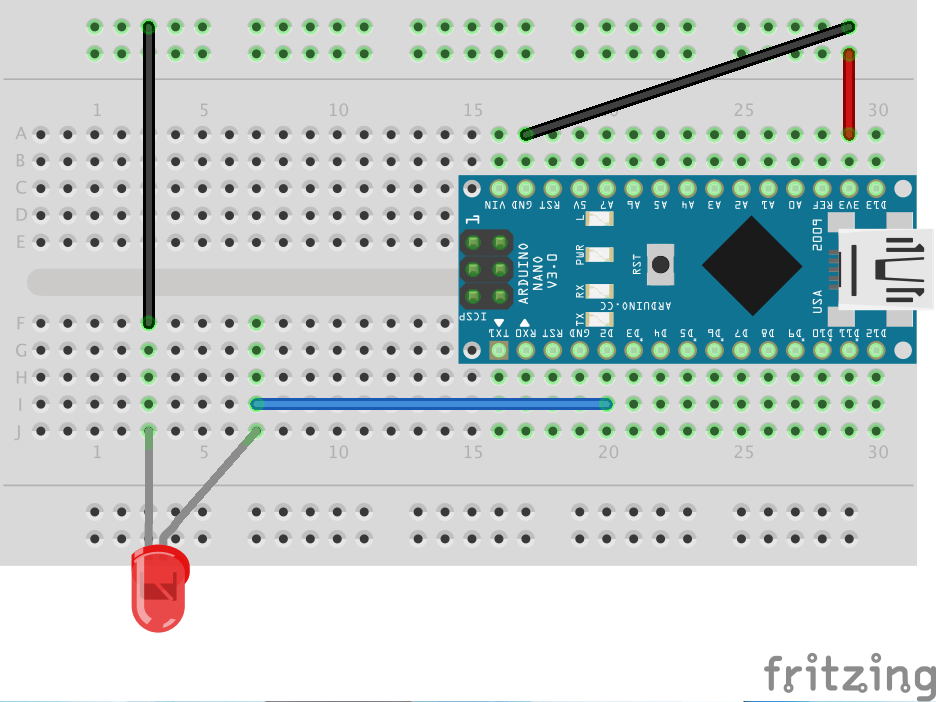 1 5 10 15 20 25 30
A
B
C
D
E
F
G
H
I
J
VIN GND RST 5V A7 A6 A5 A4 A3 A2 A1 A0 REF 3V3 D13
1
L
PWR
RX
TX
RST
ARDUINO
NANO
V3.0
ARDUINO.CC
2009
USA
ICSP
TX1 RX0 RST GND D2 D3 D4 D5 D6 D7 D8 D9 D10 D11 D12
1 5 10 15 20 25 30
fritzing